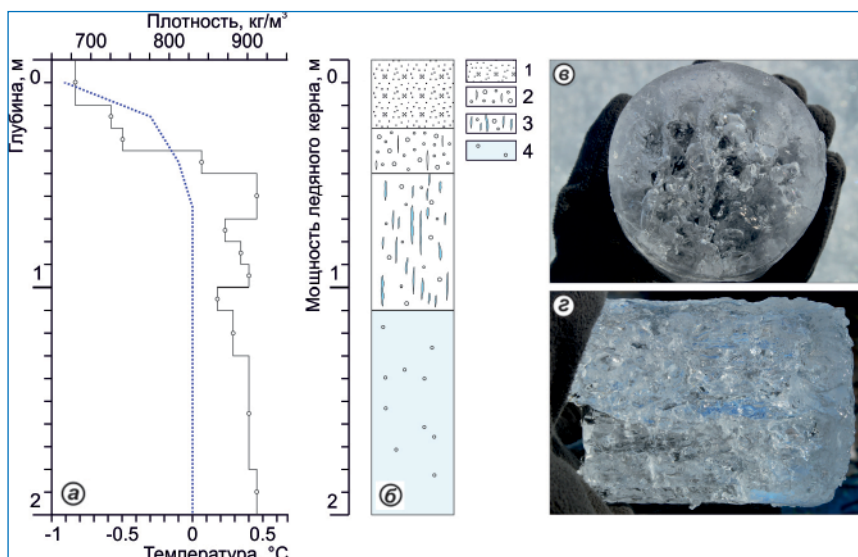 Плотность, кг/м³
700 800 900
Глубина, м
0
1
2
-1 -0.5 0 0.5
Температура, °С
а
Мощность ледяного керна, м
0
1
2
б
1
2
3
4
в
г